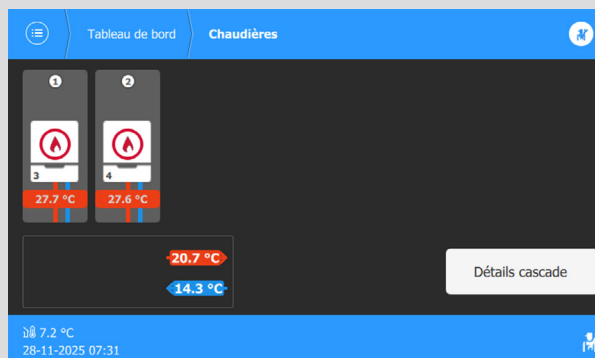 Tableau de bord Chaudières
1 2
3 4
27.7 °C 27.6 °C
20.7 °C
14.3 °C
Détails cascade
7.2 °C
28-11-2025 07:31